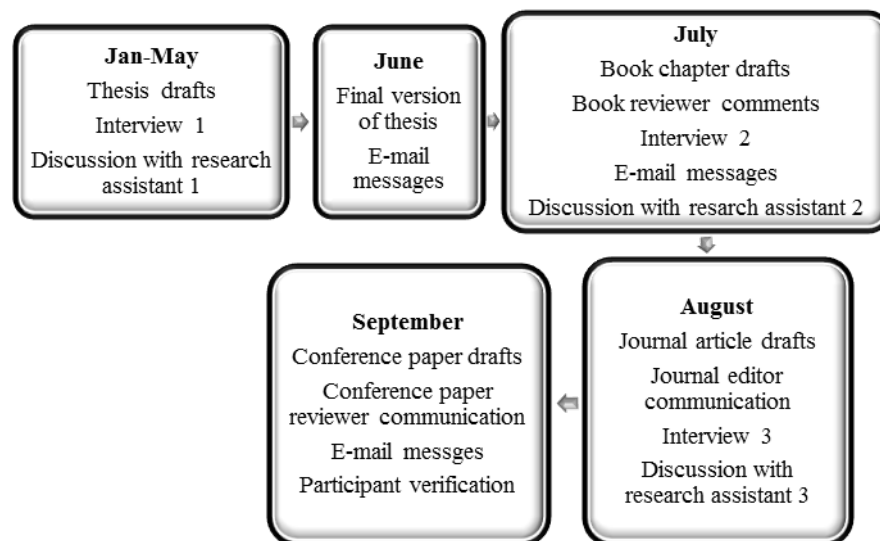 Jan-May
Thesis drafts
Interview 1
Discussion with research
assistant 1
June
Final version
of thesis
E-mail
messages
July
Book chapter drafts
Book reviewer comments
Interview 2
E-mail messages
Discussion with resarch assistant 2
August
Journal article drafts
Journal editor
communication
Interview 3
Discussion with
research assistant 3
September
Conference paper drafts
Conference paper
reviewer communication
E-mail messges
Participant verification